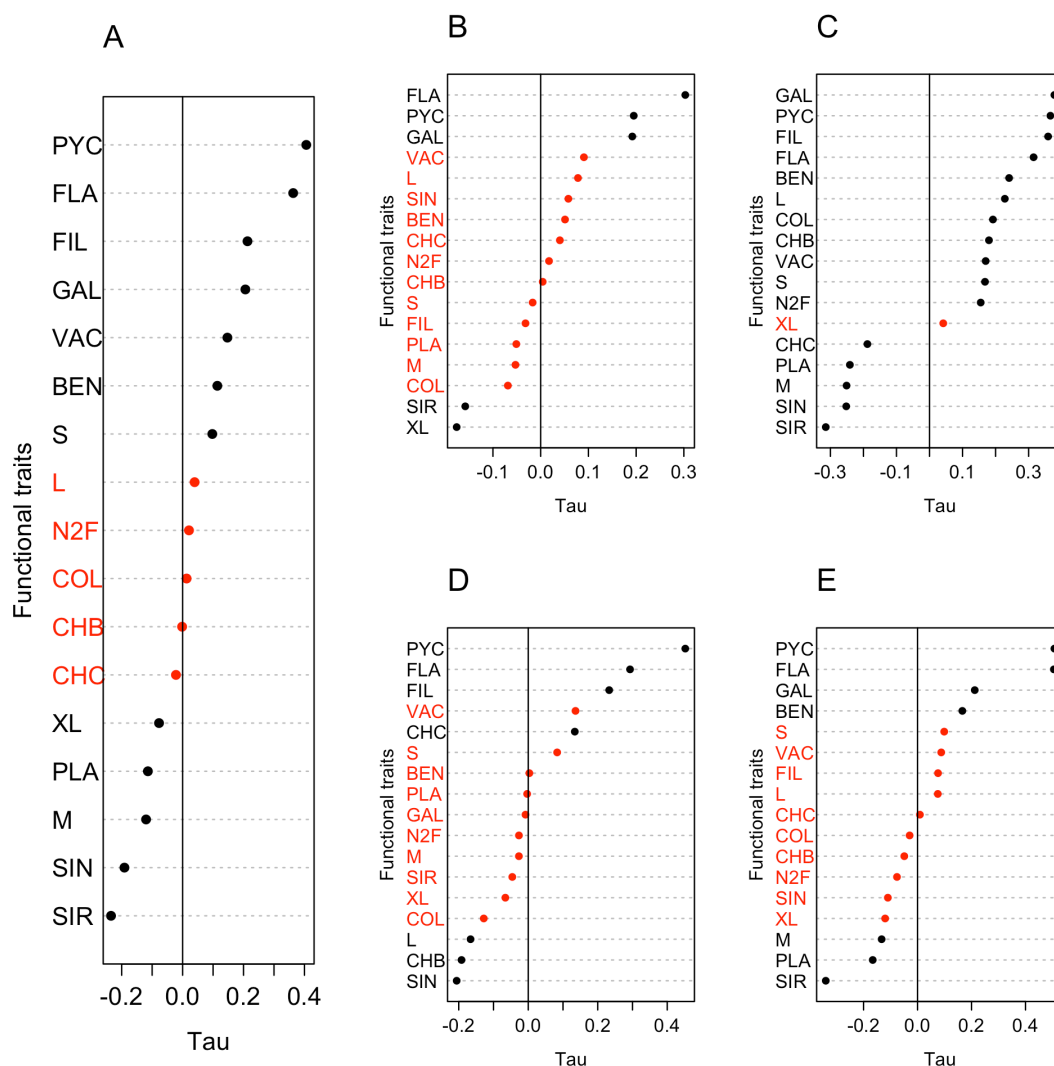 A
Functional traits
PYC
FLA
FIL
GAL
VAC
BEN
S
L
N2F
COL
CHB
CHC
XL
PLA
M
SIN
SIR
-0.2 0.0 0.2 0.4
Tau
B
Functional traits
FLA
PYC
GAL
VAC
L
SIN
BEN
CHC
N2F
CHB
S
FIL
PLA
M
COL
SIR
XL
-0.1 0.0 0.1 0.2 0.3
Tau
C
Functional traits
GAL
PYC
FIL
FLA
BEN
L
COL
CHB
VAC
S
N2F
XL
CHC
PLA
M
SIN
SIR
-0.3 -0.1 0.1 0.3
Tau
D
Functional traits
PYC
FLA
FIL
VAC
CHC
S
BEN
PLA
GAL
N2F
M
SIR
XL
COL
L
CHB
SIN
-0.2 0.0 0.2 0.4
Tau
E
Functional traits
PYC
FLA
GAL
BEN
S
VAC
FIL
L
CHC
COL
CHB
N2F
SIN
XL
M
PLA
SIR
-0.2 0.0 0.2 0.4
Tau